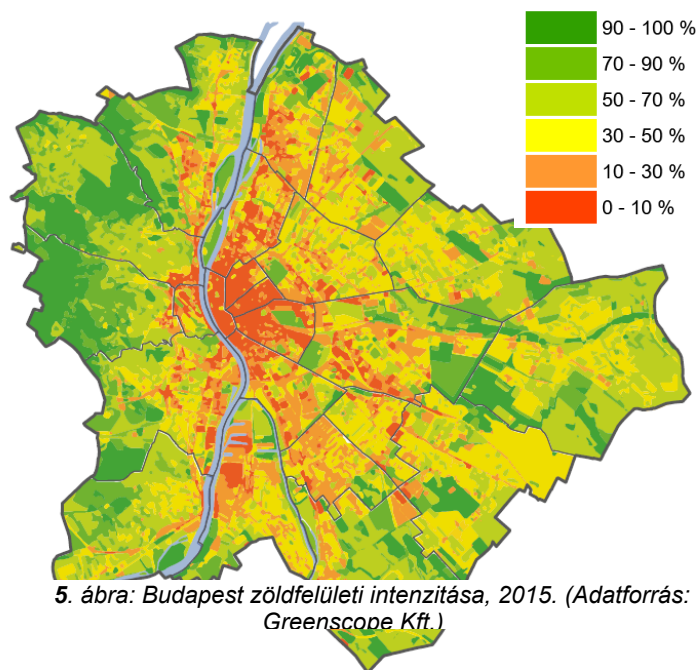 90 - 100 %
70 - 90 %
50 - 70 %
30 - 50 %
10 - 30 %
0 - 10 %
5. ábra: Budapest zöldfelületi intenzitása, 2015. (Adatforrás:
Greenscope Kft.)